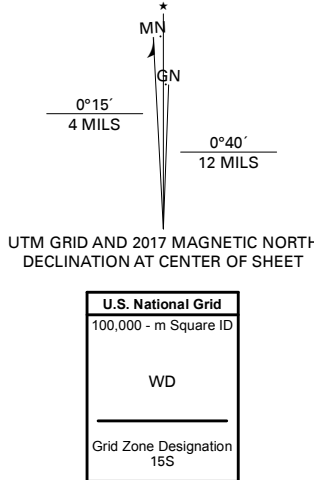 MN
GN
0°15´
4 MILS
0°40´
12 MILS
UTM GRID AND 2017 MAGNETIC NORTH
DECLINATION AT CENTER OF SHEET
U.S. National Grid
100,000 - m Square ID
WD
Grid Zone Designation
15S